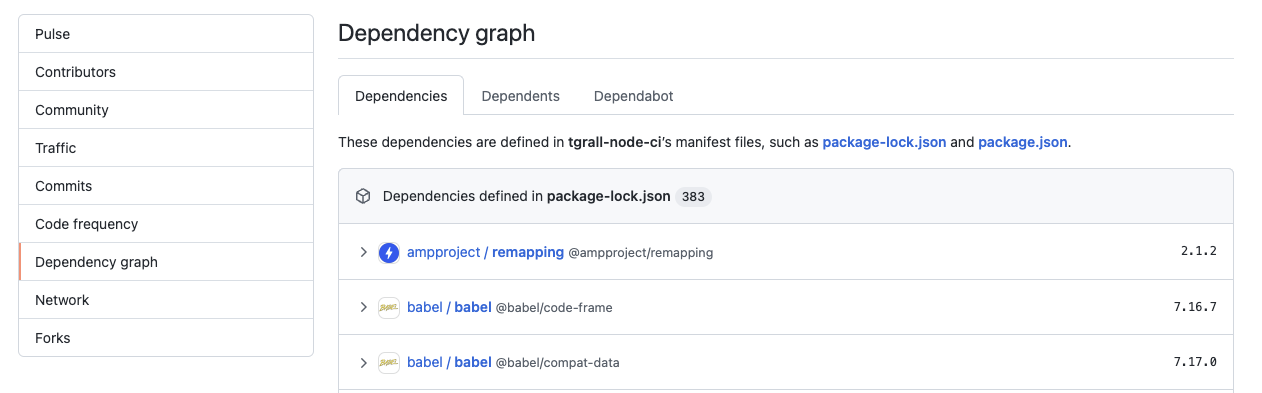 Pulse
Contributors
Community
Traffic
Commits
Code frequency
Dependency graph
Network
Forks
Dependency graph
Dependencies Dependents Dependabot
These dependencies are defined in tgrall-node-ci’s manifest files, such as package-lock.json and package.json.
Dependencies defined in package-lock.json 383
ampproject / remapping @ampproject/remapping 2.1.2
BABEL babel / babel @babel/code-frame 7.16.7
BABEL babel / babel @babel/compat-data 7.17.0